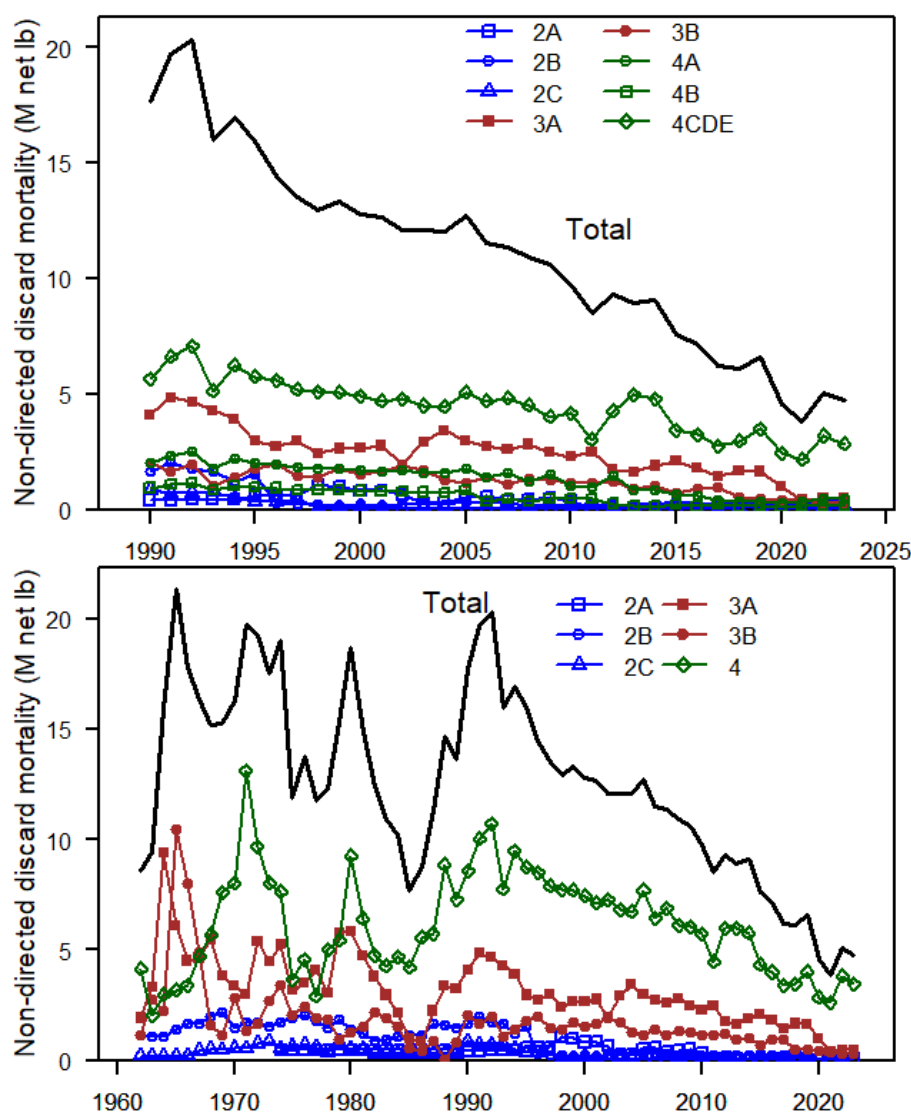 Non-directed discard mortality (M net lb)
20
15
10
5
0
2A 3B
2B 4A
2C 4B
3A 4CDE
Total
1990 1995 2000 2005 2010 2015 2020 2025
Non-directed discard mortality (M net lb)
20
15
10
5
0
Total
2A 3A
2B 3B
2C 4
1960 1970 1980 1990 2000 2010 2020